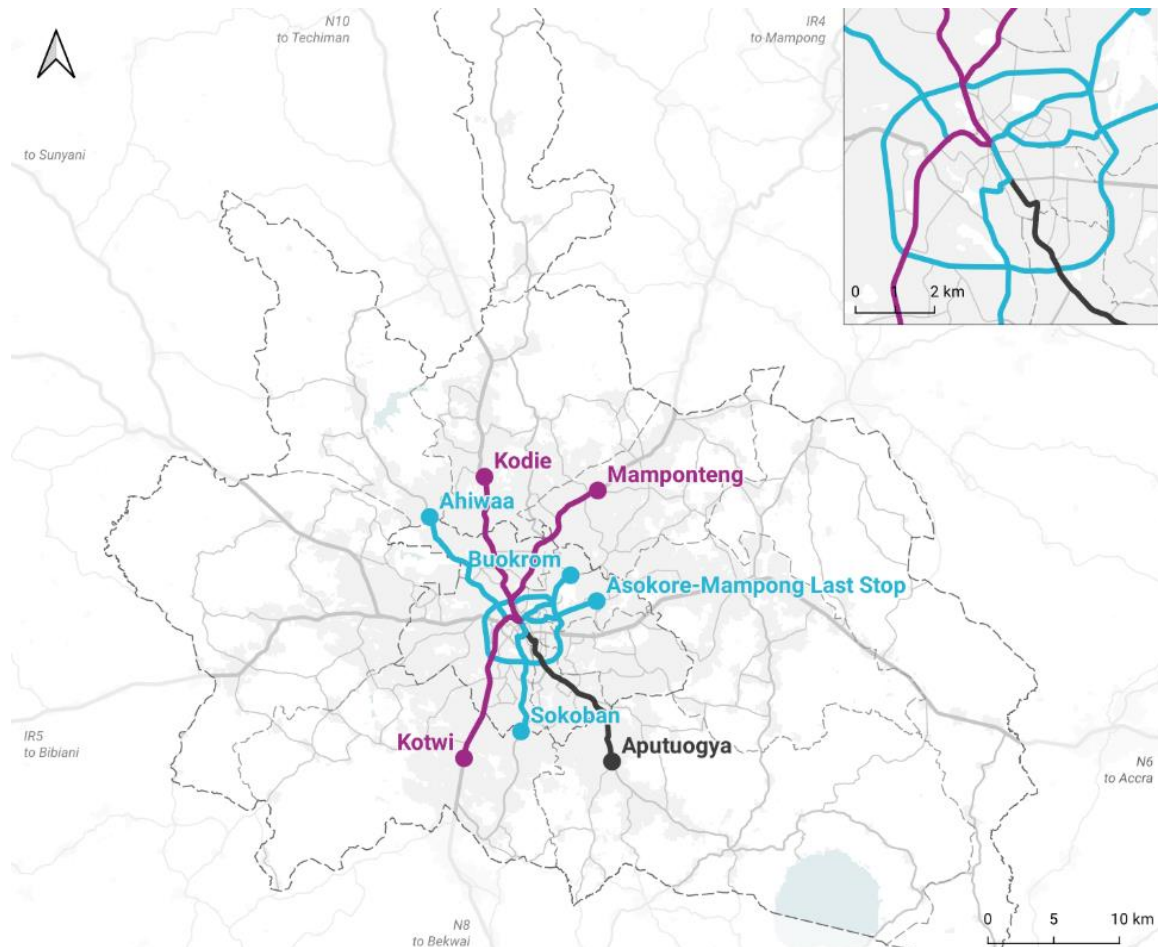 N10
to Techiman
IR4
to Mampong
to Sunyani
0 1 2 km
Kodie
Mamponteng
Ahiwaa
Buokrom
Asokore-Mampong Last Stop
Sokoban
Kotwi
Aputuogya
IR5
to Bibiani
N6
to Accra
N8
to Bekwai
0 5 10 km